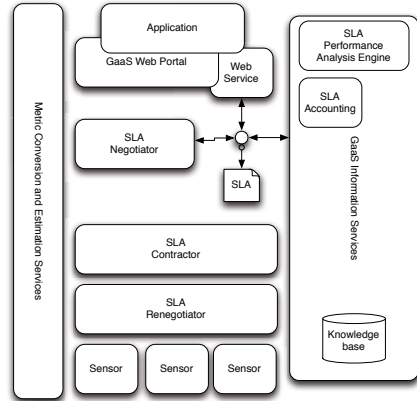 Application
GaaS Web Portal
Web
Service
SLA
Performance
Analysis Engine
SLA
Accounting
Metric Conversion and Estimation Services
SLA
Negotiator
SLA
GaaS Information Services
SLA
Contractor
SLA
Renegotiator
Knowledge
base
Sensor
Sensor
Sensor